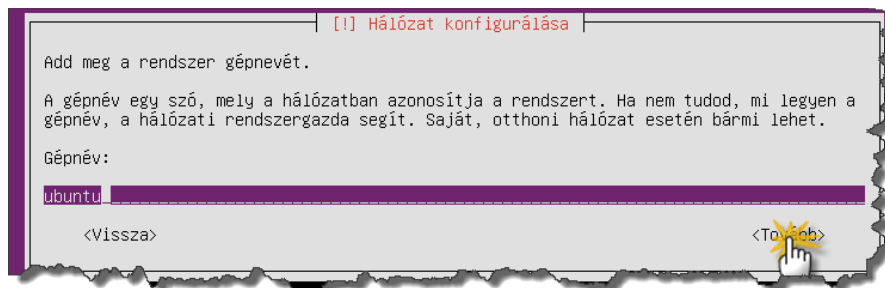 [!] Hálózat konfigurálása
Add meg a rendszer gépnevét.
A gépnév egy szó, mely a hálózatban azonosítja a rendszert. Ha nem tudod, mi legyen a
gépnév, a hálózati rendszergazda segít. Saját, otthoni hálózat esetén bármi lehet.
Gépnév:
ubuntu
<Vissza>
<Tovább>